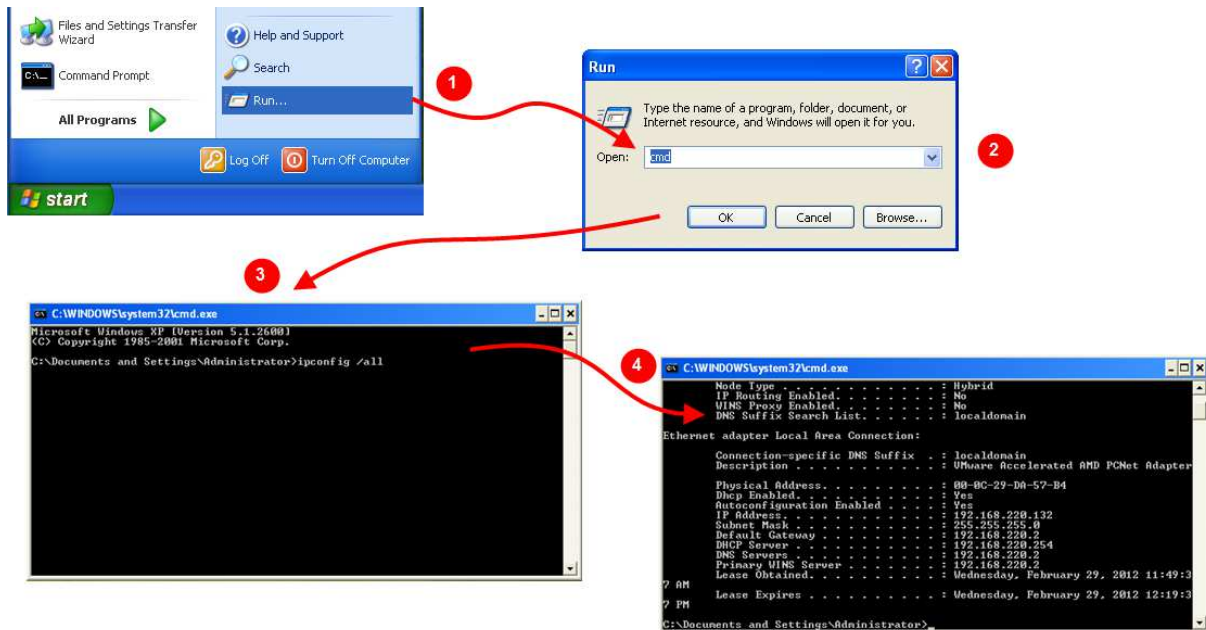 Files and Settings Transfer
Wizard
Command Prompt
All Programs
Help and Support
Search
Run...
Log Off
Turn Off Computer
start
1
Run
Type the name of a program, folder, document, or
Internet resource, and Windows will open it for you.
Open: cmd
OK Cancel Browse...
2
3
C:\WINDOWS\system32\cmd.exe
Microsoft Windows XP [Version 5.1.2600]
(C) Copyright 1985-2001 Microsoft Corp.
C:\Documents and Settings\Administrator>ipconfig /all
4
C:\WINDOWS\system32\cmd.exe
Node Type . . . . . . . . . . . . : Hybrid
IP Routing Enabled. . . . . . . . : No
WINS Proxy Enabled. . . . . . . . : No
DNS Suffix Search List. . . . . . : localdomain
Ethernet adapter Local Area Connection:
Connection-specific DNS Suffix . : localdomain
Description . . . . . . . . . . . : VMware Accelerated AMD PCNet Adapter
Physical Address. . . . . . . . . : 00-0C-29-DA-57-B4
Dhcp Enabled. . . . . . . . . . . : Yes
Autoconfiguration Enabled . . . . : Yes
IP Address. . . . . . . . . . . . : 192.168.220.132
Subnet Mask . . . . . . . . . . . : 255.255.255.0
Default Gateway . . . . . . . . . : 192.168.220.2
DHCP Server . . . . . . . . . . . : 192.168.220.254
DNS Servers . . . . . . . . . . . : 192.168.220.2
Primary WINS Server . . . . . . . : 192.168.220.2
Lease Obtained. . . . . . . . . . : Wednesday, February 29, 2012 11:49:3
7 AM
Lease Expires . . . . . . . . . . : Wednesday, February 29, 2012 12:19:3
7 PM
C:\Documents and Settings\Administrator>_